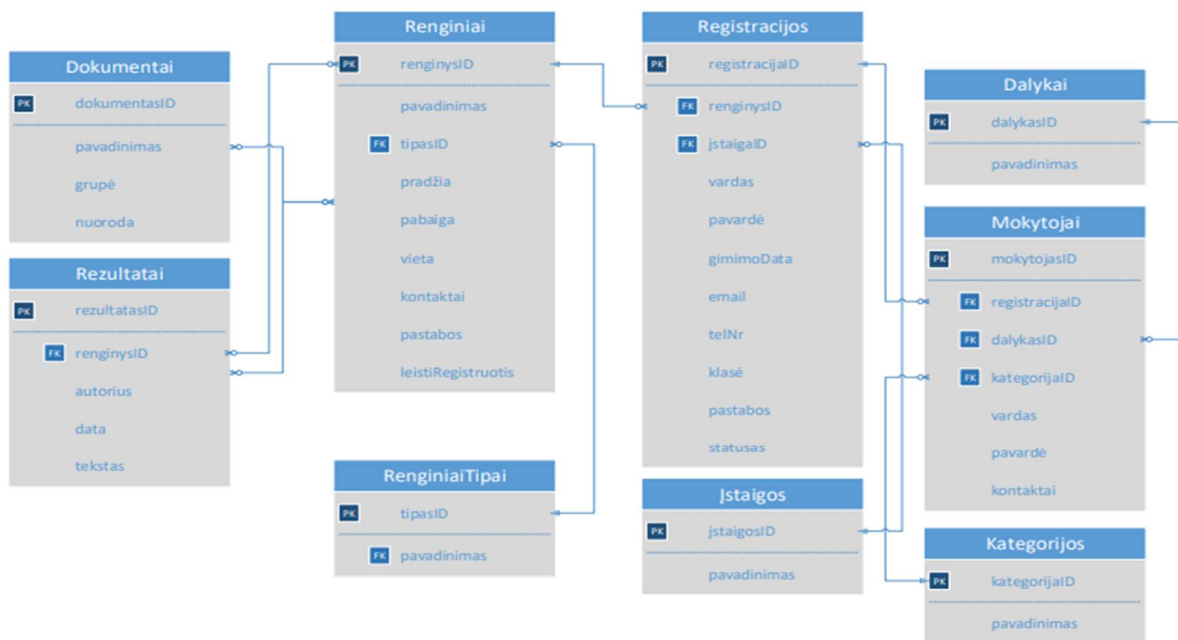 Dokumentai
PK dokumentasID
pavadinimas
grupė
nuoroda
Rezultatai
PK rezultatasID
FK renginysID
autorius
data
tekstas
Renginiai
PK renginysID
pavadinimas
FK tipasID
pradžia
pabaiga
vieta
kontaktai
pastabos
leistiRegistruotis
RenginiaiTipai
PK tipasID
FK pavadinimas
Registracijos
PK registracijaID
FK renginysID
FK įstaigaID
vardas
pavardė
gimimoData
email
telNr
klasė
pastabos
statusas
Įstaigos
PK įstaigosID
pavadinimas
Dalykai
PK dalykasID
pavadinimas
Mokytojai
PK mokytojasID
FK registracijaID
FK dalykasID
FK kategorijaID
vardas
pavardė
kontaktai
Kategorijos
PK kategorijaID
pavadinimas